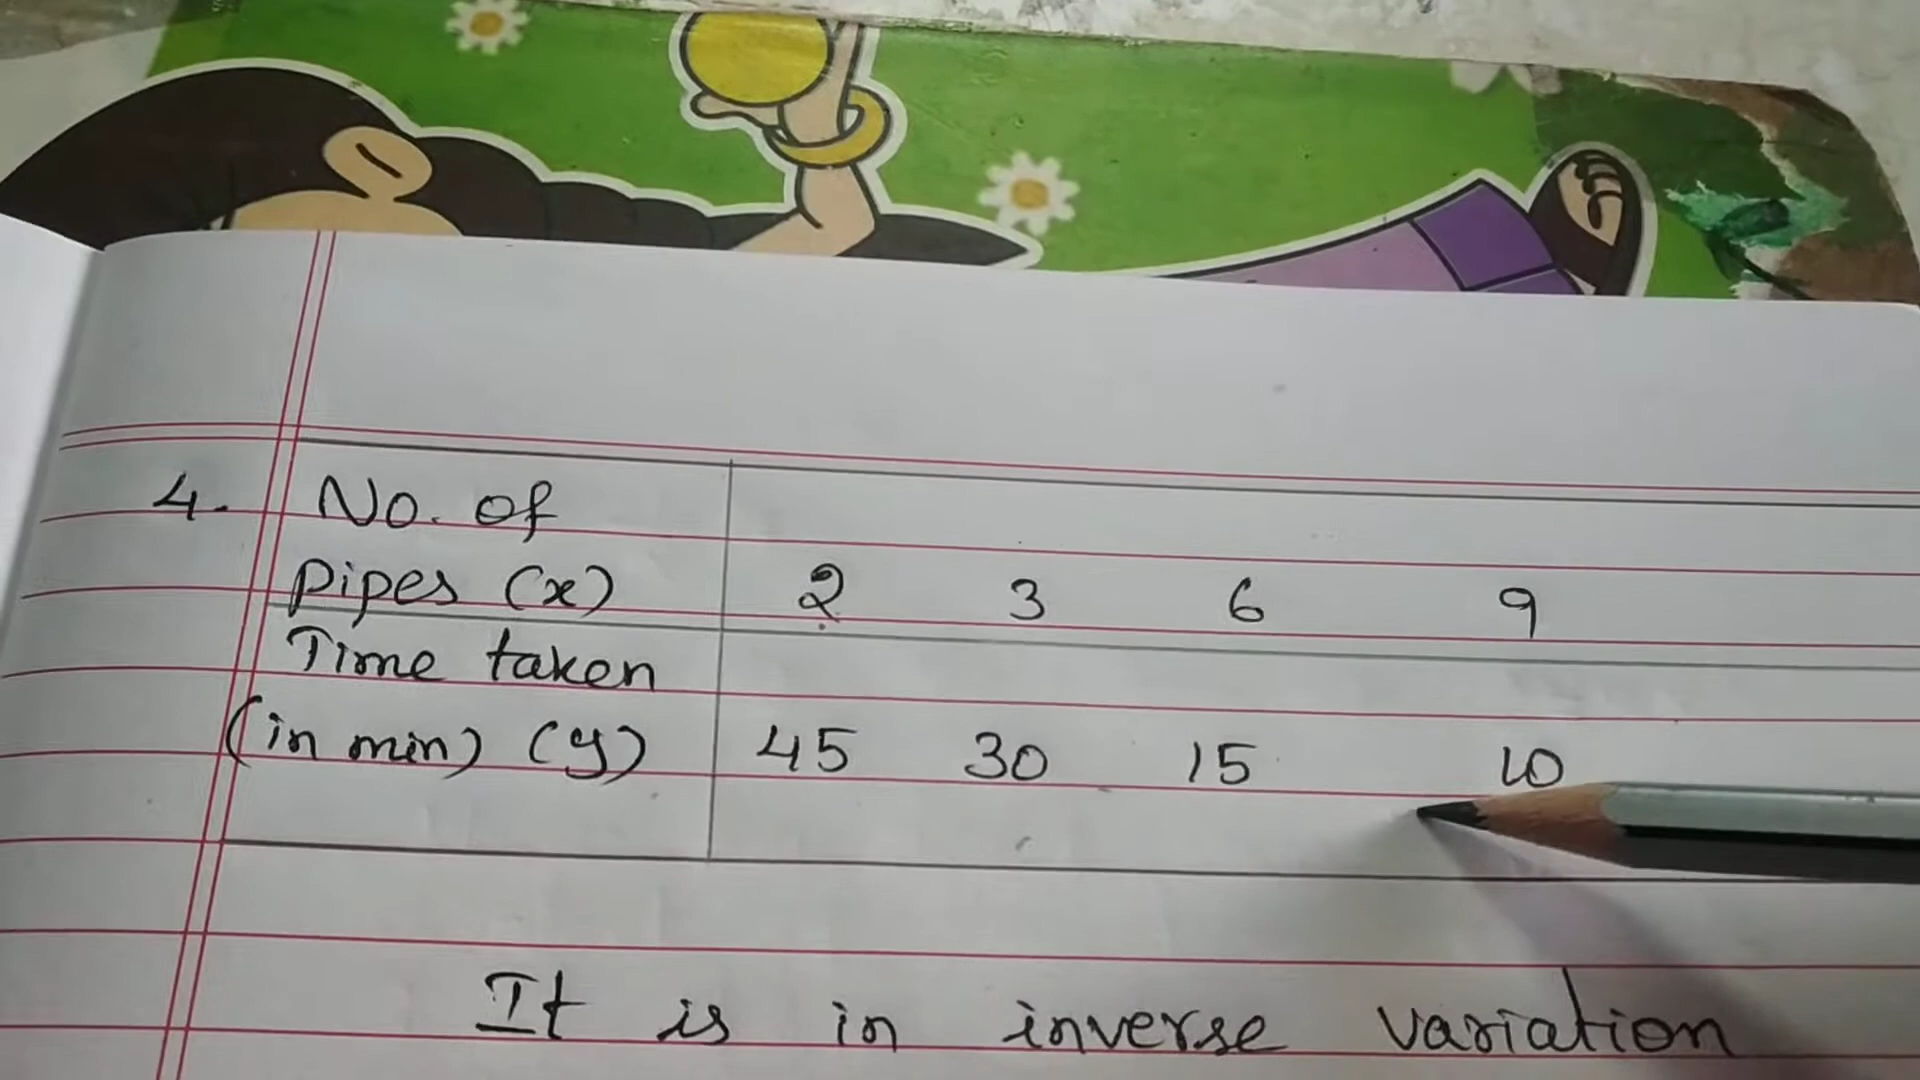 4. No. of
pipes (x) 2 3 6 9
Time taken
(in min) (y) 45 30 15 10
It is in inverse variation